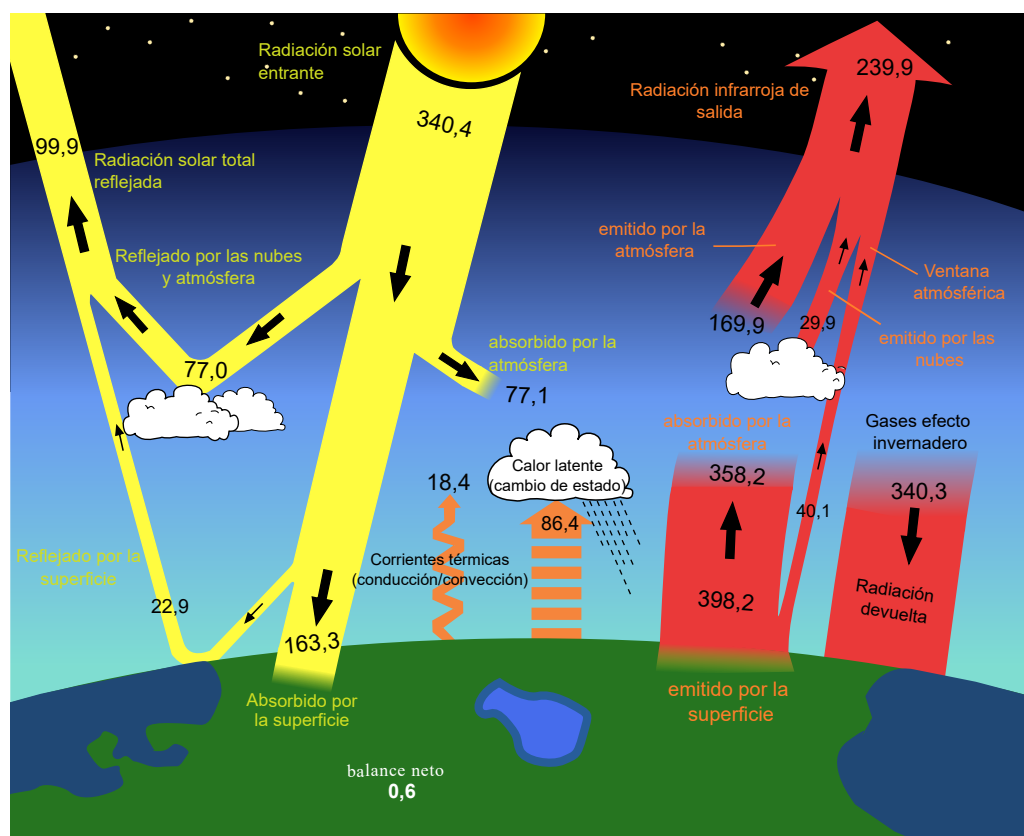 Radiación solar
entrante
340,4
99,9
Radiación solar total
reflejada
Reflejado por las nubes
y atmósfera
77,0
absorbido por la
atmósfera
77,1
Reflejado por la
superficie
22,9
163,3
Absorbido por
la superficie
18,4
Corrientes térmicas
(conducción/convección)
Calor latente
(cambio de estado)
86,4
239,9
Radiación infrarroja de
salida
emitido por la
atmósfera
169,9
29,9
Ventana
atmósférica
emitido por las
nubes
absorbido por la
atmósfera
358,2
398,2
40,1
emitido por la
superficie
Gases efecto
invernadero
340,3
Radiación
devuelta
balance neto
0,6